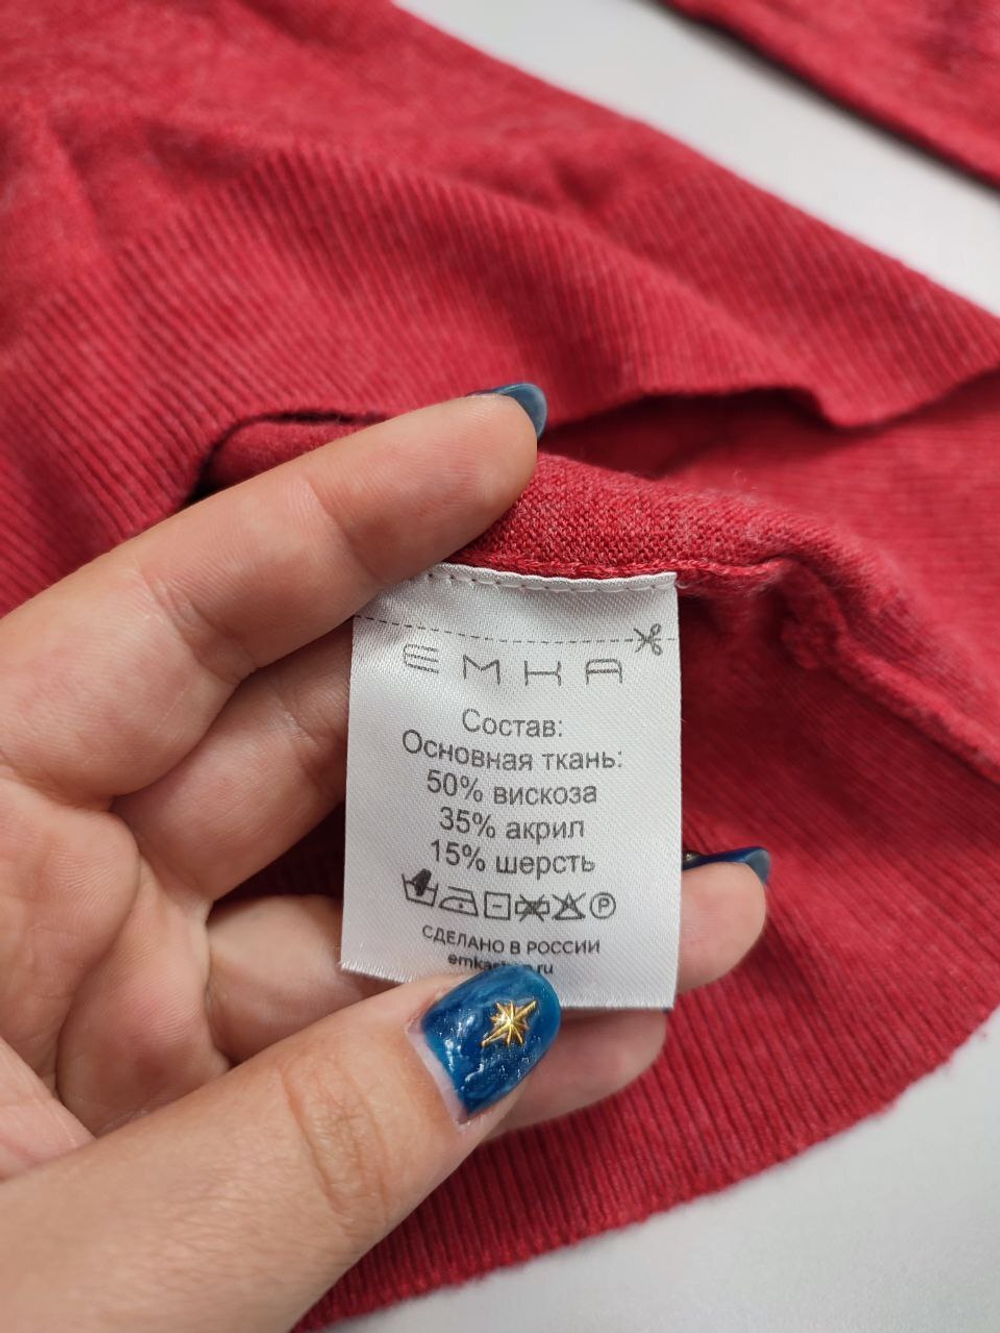 EMKA
Состав:
Основная ткань:
50% вискоза
35% акрил
15% шерсть
P
СДЕЛАНО В РОССИИ